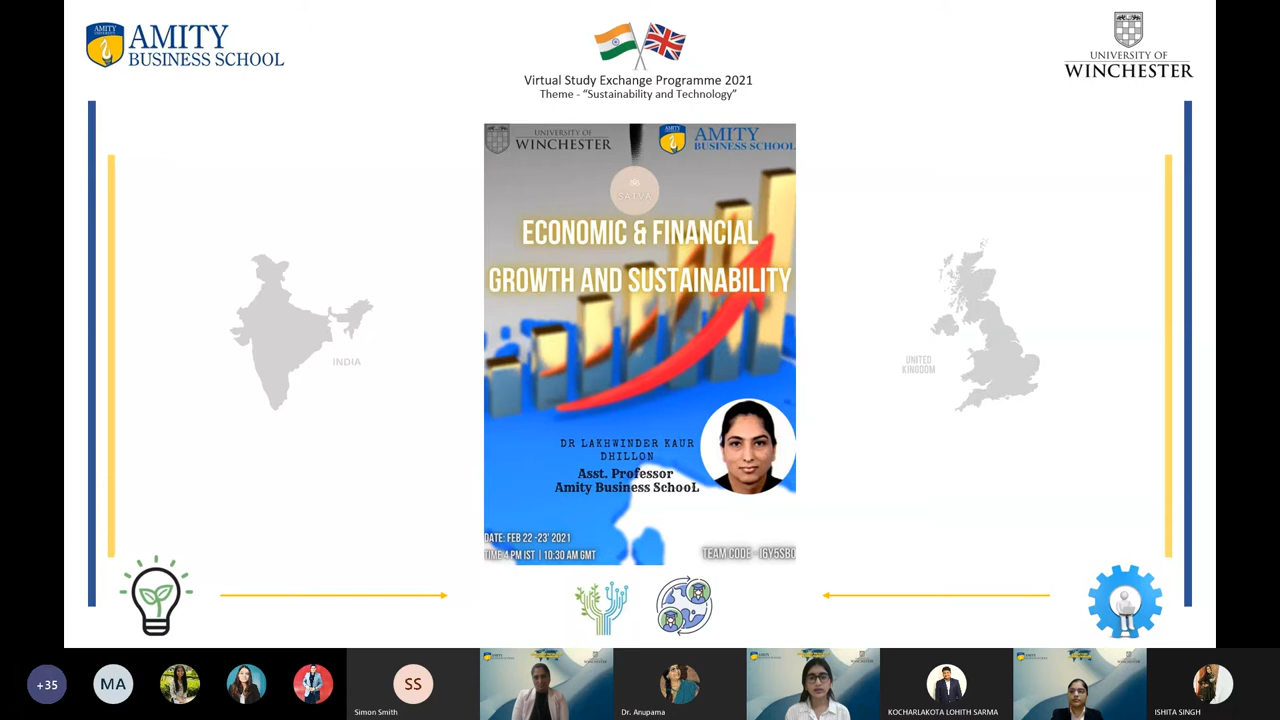 AMITY
BUSINESS SCHOOL
Virtual Study Exchange Programme 2021
Theme - “Sustainability and Technology”
UNIVERSITY OF
WINCHESTER
UNIVERSITY OF
WINCHESTER
AMITY
BUSINESS SCHOOL
SATVA
ECONOMIC & FINANCIAL
GROWTH AND SUSTAINABILITY
INDIA
UNITED
KINGDOM
DR LAKHWINDER KAUR
DHILLON
Asst. Professor
Amity Business SchooL
DATE: FEB 22 -23' 2021
TIME 4 PM IST | 10:30 AM GMT
TEAM CODE -
+35
MA
SS
Simon Smith
Dr. Anupama
KOCHARLAKOTA LOHITH SARMA
ISHITA SINGH